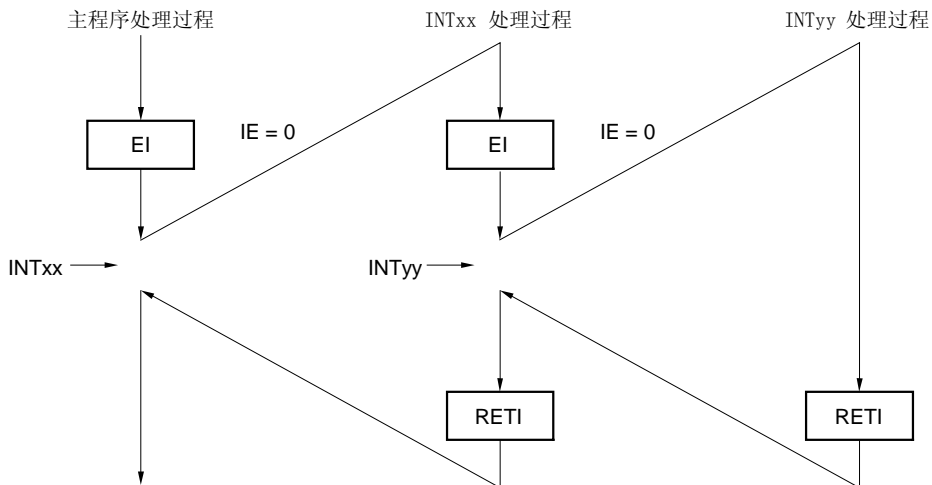 主程序处理过程
INTxx 处理过程
INTyy 处理过程
EI
IE = 0
EI
IE = 0
INTxx
INTyy
RETI
RETI